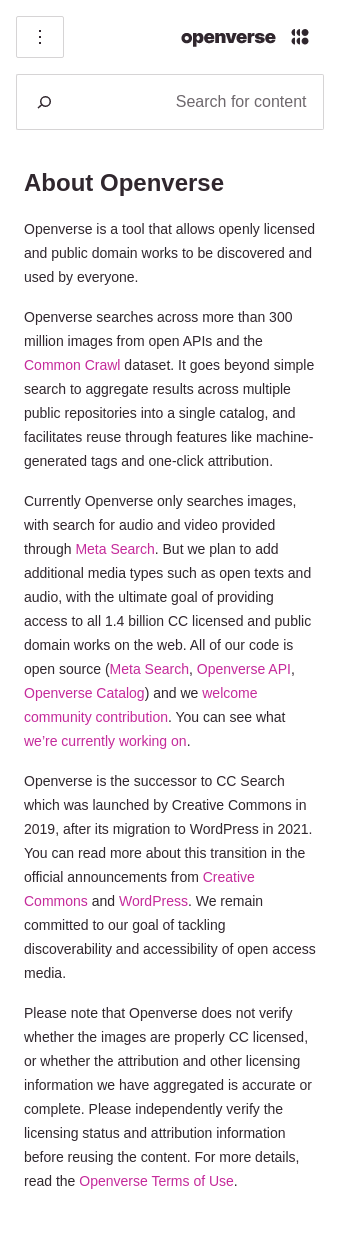 openverse
Search for content
About Openverse
Openverse is a tool that allows openly licensed
and public domain works to be discovered and
used by everyone.
Openverse searches across more than 300
million images from open APIs and the
Common Crawl dataset. It goes beyond simple
search to aggregate results across multiple
public repositories into a single catalog, and
facilitates reuse through features like machine-
generated tags and one-click attribution.
Currently Openverse only searches images,
with search for audio and video provided
through Meta Search. But we plan to add
additional media types such as open texts and
audio, with the ultimate goal of providing
access to all 1.4 billion CC licensed and public
domain works on the web. All of our code is
open source (Meta Search, Openverse API,
Openverse Catalog) and we welcome
community contribution. You can see what
we're currently working on.
Openverse is the successor to CC Search
which was launched by Creative Commons in
2019, after its migration to WordPress in 2021.
You can read more about this transition in the
official announcements from Creative
Commons and WordPress. We remain
committed to our goal of tackling
discoverability and accessibility of open access
media.
Please note that Openverse does not verify
whether the images are properly CC licensed,
or whether the attribution and other licensing
information we have aggregated is accurate or
complete. Please independently verify the
licensing status and attribution information
before reusing the content. For more details,
read the Openverse Terms of Use.